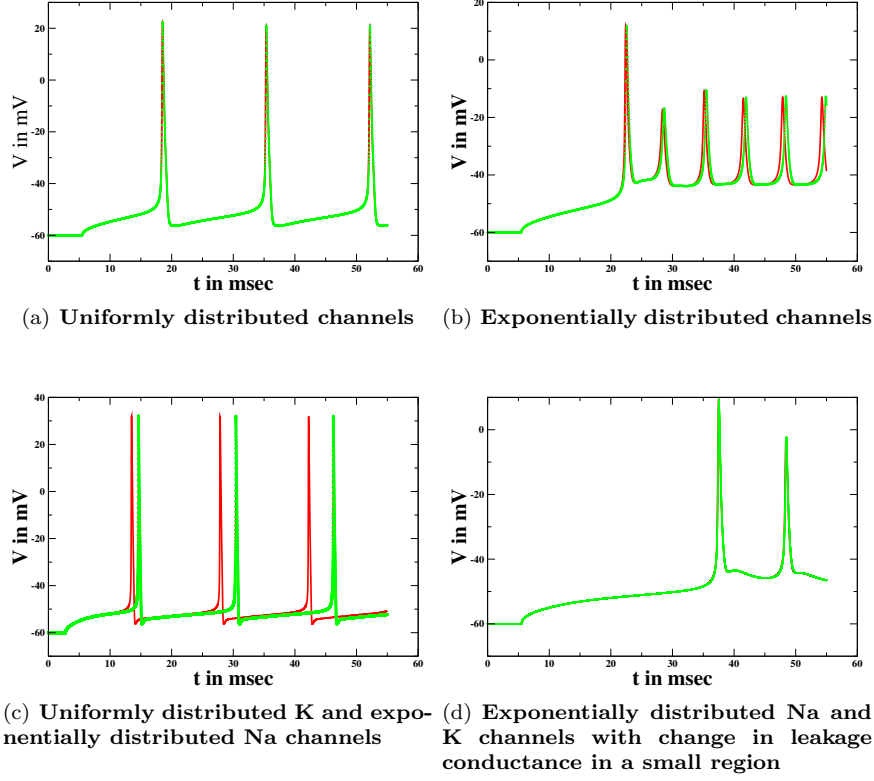 20
0
-20
-40
-60
V in mV
0 10 20 30 40 50 60
t in msec
(a) Uniformly distributed channels
20
0
-20
-40
-60
-80
V in mV
0 10 20 30 40 50 60
t in msec
(b) Exponentially distributed channels
40
20
0
-20
-40
-60
V in mV
0 10 20 30 40 50 60
t in msec
(c) Uniformly distributed K and expo-
nentially distributed Na channels
0
-20
-40
-60
-80
V in mV
0 10 20 30 40 50 60
t in msec
(d) Exponentially distributed Na and
K channels with change in leakage
conductance in a small region